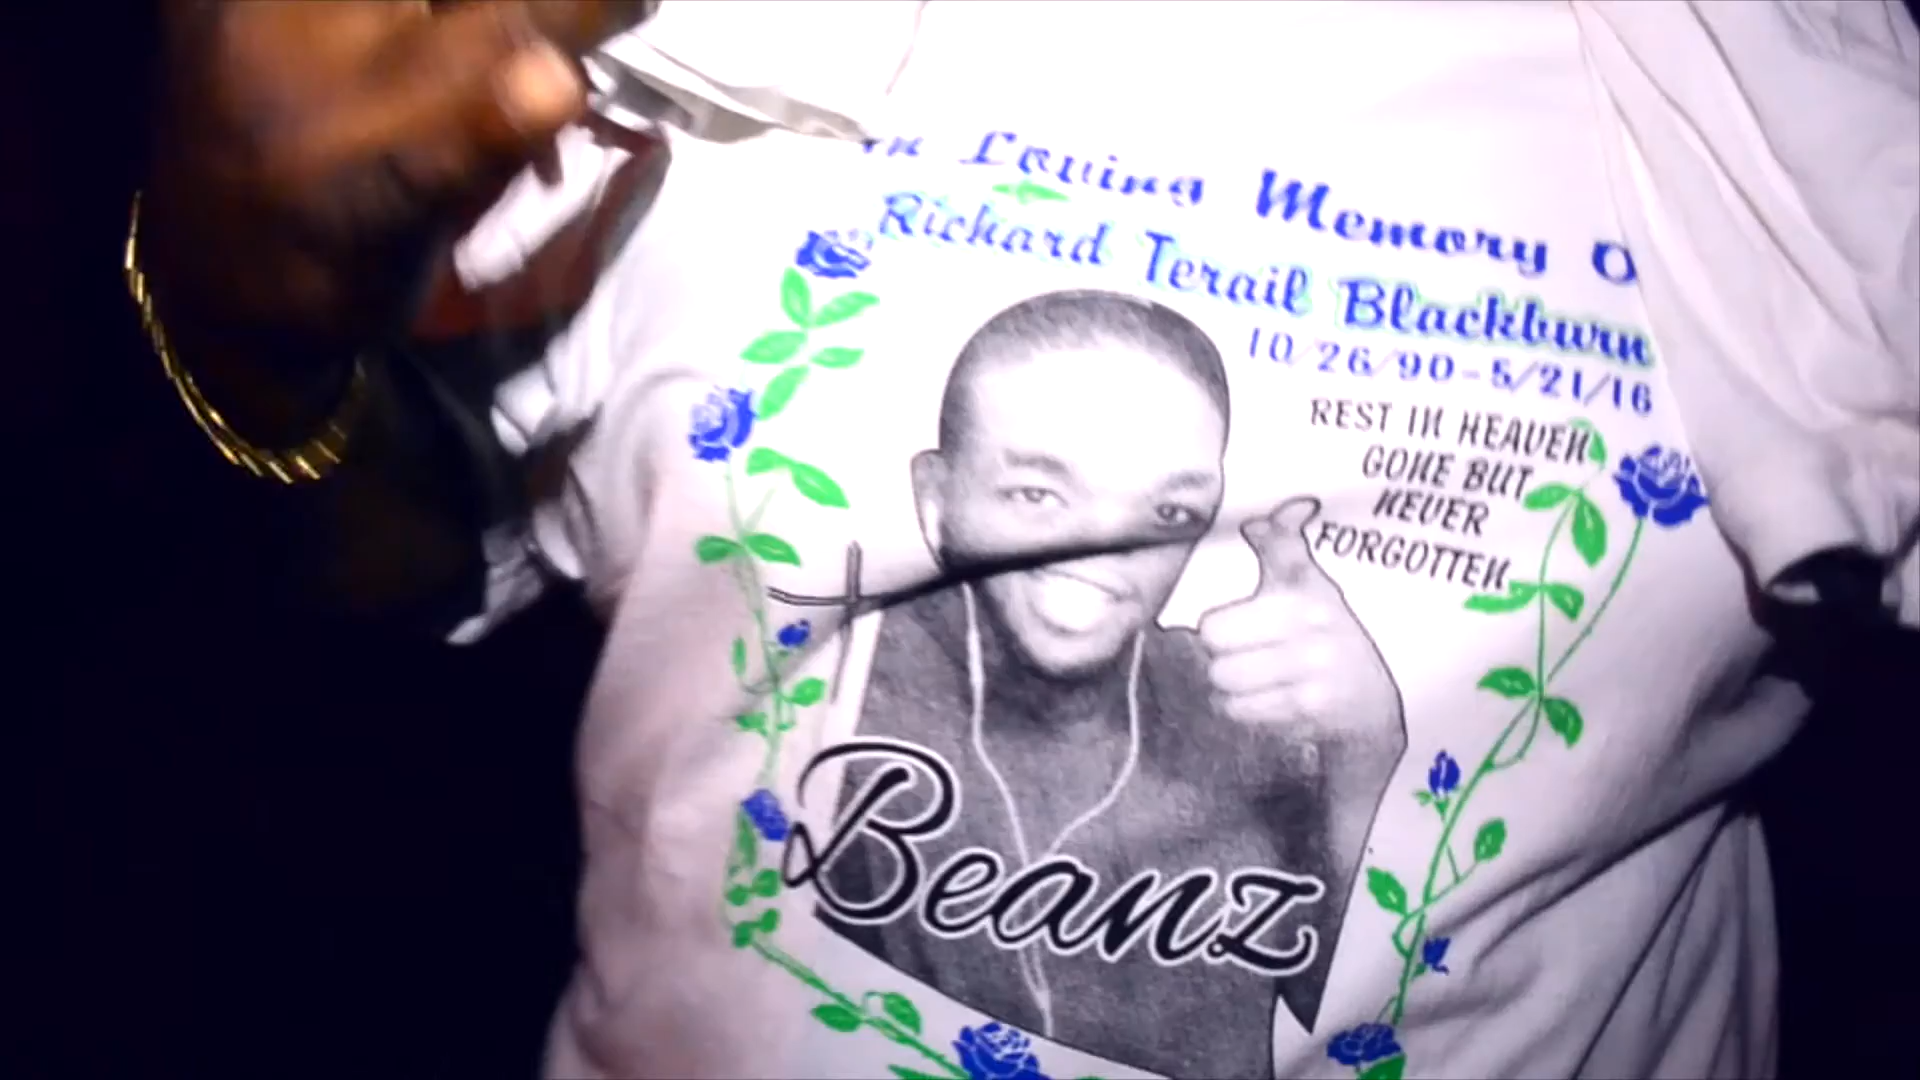 In Loving Memory O
Richard Terail Blackburn
10/26/90-5/21/16
REST IN HEAVEN
GONE BUT
NEVER
FORGOTTEN
Beanz